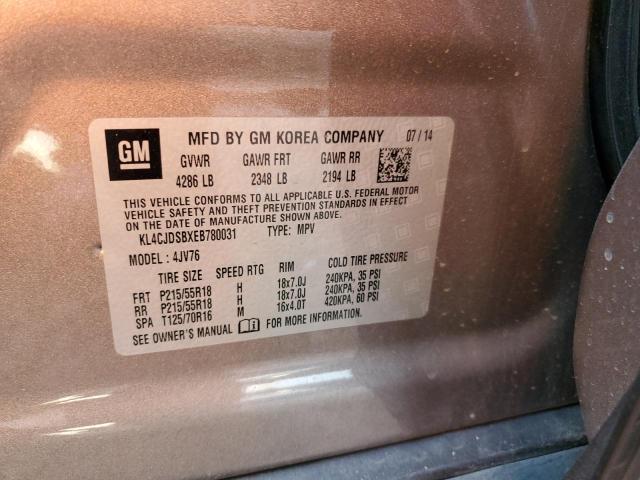 GM
MFD BY GM KOREA COMPANY 07/14
GVWR GAWR FRT GAWR RR
4286 LB 2348 LB 2194 LB
THIS VEHICLE CONFORMS TO ALL APPLICABLE U.S. FEDERAL MOTOR
VEHICLE SAFETY AND THEFT PREVENTION STANDARDS IN EFFECT
ON THE DATE OF MANUFACTURE SHOWN ABOVE.
KL4CJDSBXEB780031 TYPE: MPV
MODEL: 4JV76
TIRE SIZE SPEED RTG RIM COLD TIRE PRESSURE
FRT P215/55R18 H 18x7.0J 240KPA, 35 PSI
RR P215/55R18 H 18x7.0J 240KPA, 35 PSI
SPA T125/70R16 M 16x4.0T 420KPA, 60 PSI
SEE OWNER'S MANUAL FOR MORE INFORMATION.